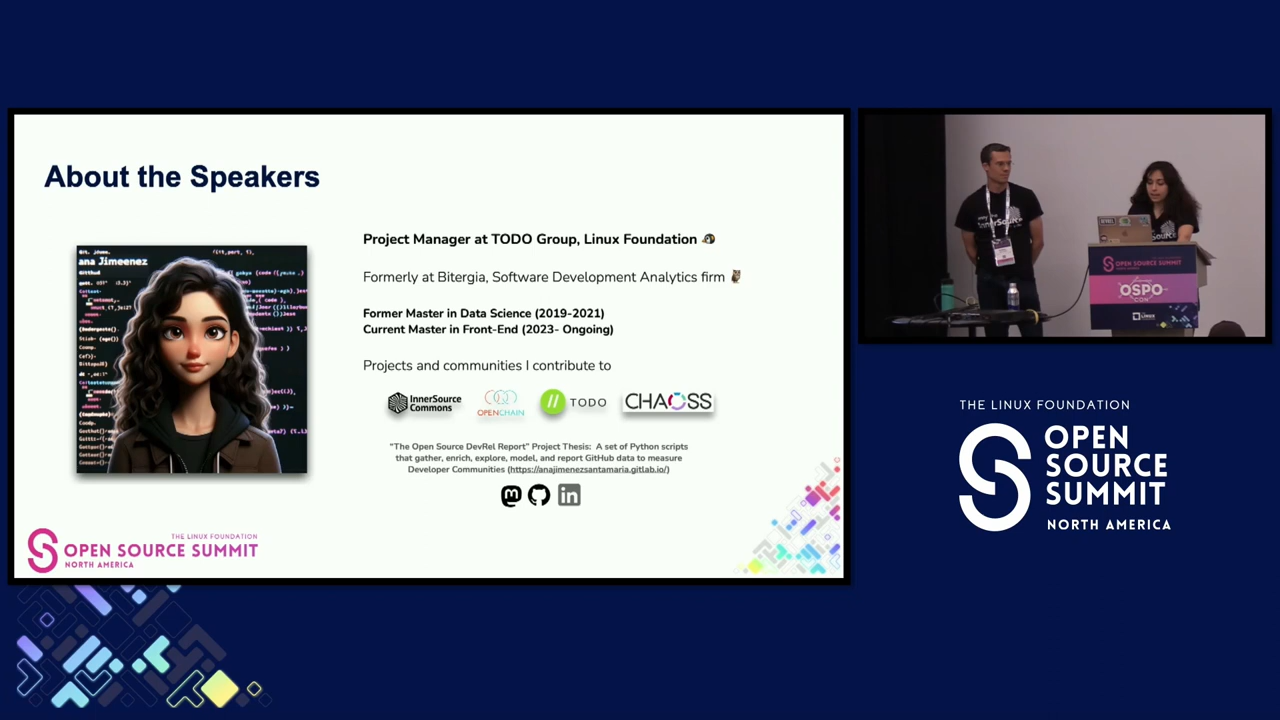 About the Speakers
ana Jimeenez
Project Manager at TODO Group, Linux Foundation
Formerly at Bitergia, Software Development Analytics firm
Former Master in Data Science (2019-2021)
Current Master in Front-End (2023- Ongoing)
Projects and communities I contribute to
InnerSource
Commons
OPENCHAIN
TODO
CHAOSS
"The Open Source DevRel Report" Project Thesis: A set of Python scripts
that gather, enrich, explore, model, and report GitHub data to measure
Developer Communities (https://anajimenezsantamaria.gitlab.io/)
in
THE LINUX FOUNDATION
OPEN SOURCE SUMMIT
NORTH AMERICA
OPEN SOURCE SUMMIT
OSPO
CON
THE LINUX FOUNDATION
OPEN
SOURCE
SUMMIT
NORTH AMERICA